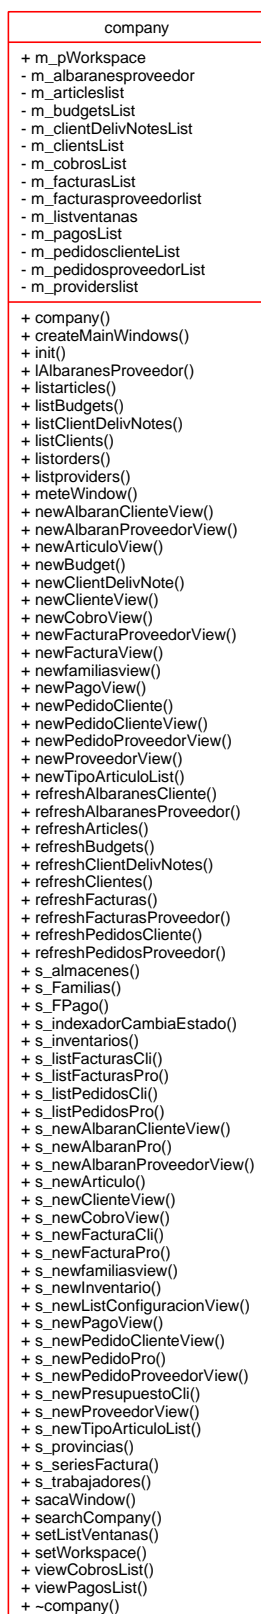 company
+ m_pWorkspace
- m_albaranesproveedor
- m_articleslist
- m_budgetsList
- m_clientDelivNotesList
- m_clientsList
- m_cobrosList
- m_facturasList
- m_facturasproveedorlist
- m_listventanas
- m_pagosList
- m_pedidosclienteList
- m_pedidosproveedorList
- m_providerslist
+ company()
+ createMainWindows()
+ init()
+ lAlbaranesProveedor()
+ listarticles()
+ listBudgets()
+ listClientDelivNotes()
+ listClients()
+ listorders()
+ listproviders()
+ meteWindow()
+ newAlbaranClienteView()
+ newAlbaranProveedorView()
+ newArticuloView()
+ newBudget()
+ newClientDelivNote()
+ newClienteView()
+ newCobroView()
+ newFacturaProveedorView()
+ newFacturaView()
+ newfamiliasview()
+ newPagoView()
+ newPedidoCliente()
+ newPedidoClienteView()
+ newPedidoProveedorView()
+ newProveedorView()
+ newTipoArticuloList()
+ refreshAlbaranesCliente()
+ refreshAlbaranesProveedor()
+ refreshArticles()
+ refreshBudgets()
+ refreshClientDelivNotes()
+ refreshClientes()
+ refreshFacturas()
+ refreshFacturasProveedor()
+ refreshPedidosCliente()
+ refreshPedidosProveedor()
+ s_almacenes()
+ s_Familias()
+ s_FPago()
+ s_indexadorCambiaEstado()
+ s_inventarios()
+ s_listFacturasCli()
+ s_listFacturasPro()
+ s_listPedidosCli()
+ s_listPedidosPro()
+ s_newAlbaranClienteView()
+ s_newAlbaranPro()
+ s_newAlbaranProveedorView()
+ s_newArticulo()
+ s_newClienteView()
+ s_newCobroView()
+ s_newFacturaCli()
+ s_newFacturaPro()
+ s_newfamiliasview()
+ s_newInventario()
+ s_newListConfiguracionView()
+ s_newPagoView()
+ s_newPedidoClienteView()
+ s_newPedidoPro()
+ s_newPedidoProveedorView()
+ s_newPresupuestoCli()
+ s_newProveedorView()
+ s_newTipoArticuloList()
+ s_provincias()
+ s_seriesFactura()
+ s_trabajadores()
+ sacaWindow()
+ searchCompany()
+ setListVentanas()
+ setWorkspace()
+ viewCobrosList()
+ viewPagosList()
+ ~company()